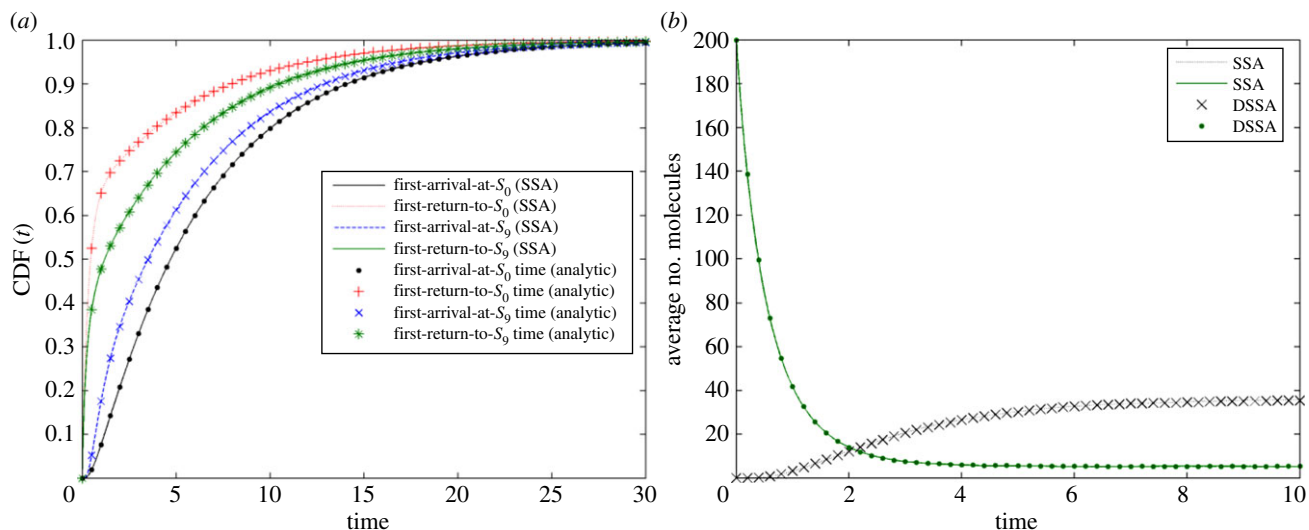 (a)
1.0
0.9
0.8
0.7
0.6
0.5
0.4
0.3
0.2
0.1
0
5
10
15
20
25
30
CDF (t)
time
first-arrival-at-S0 (SSA)
first-return-to-S0 (SSA)
first-arrival-at-S9 (SSA)
first-return-to-S9 (SSA)
first-arrival-at-S0 time (analytic)
first-return-to-S0 time (analytic)
first-arrival-at-S9 time (analytic)
first-return-to-S9 time (analytic)
(b)
200
180
160
140
120
100
80
60
40
20
0
2
4
6
8
10
average no. molecules
time
SSA
SSA
DSSA
DSSA